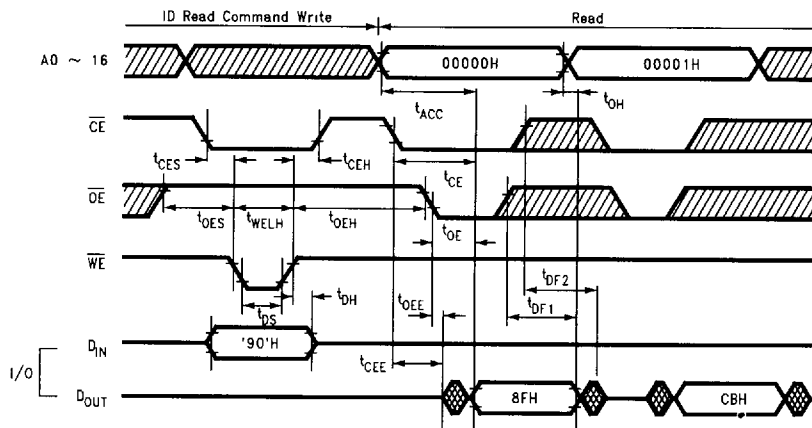 ID Read Command Write
Read
A0 ~ 16
00000H
00001H
tACC
tOH
CE
tCES
tCEH
tCE
OE
tOES
tWELH
tOEH
tOE
WE
tDF2
tDS
tDH
tOEE
tDF1
DIN
'90'H
tCEE
I/O
DOUT
8FH
CBH